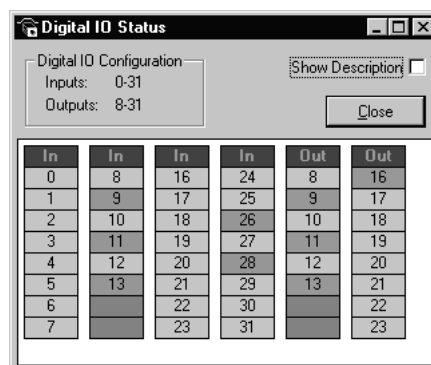 Digital IO Status
Digital IO Configuration
Inputs: 0-31
Outputs: 8-31
Show Description
Close
In In In In Out Out
0 8 16 24 8 16
1 9 17 25 9 17
2 10 18 26 10 18
3 11 19 27 11 19
4 12 20 28 12 20
5 13 21 29 13 21
6 22 30 22
7 23 31 23